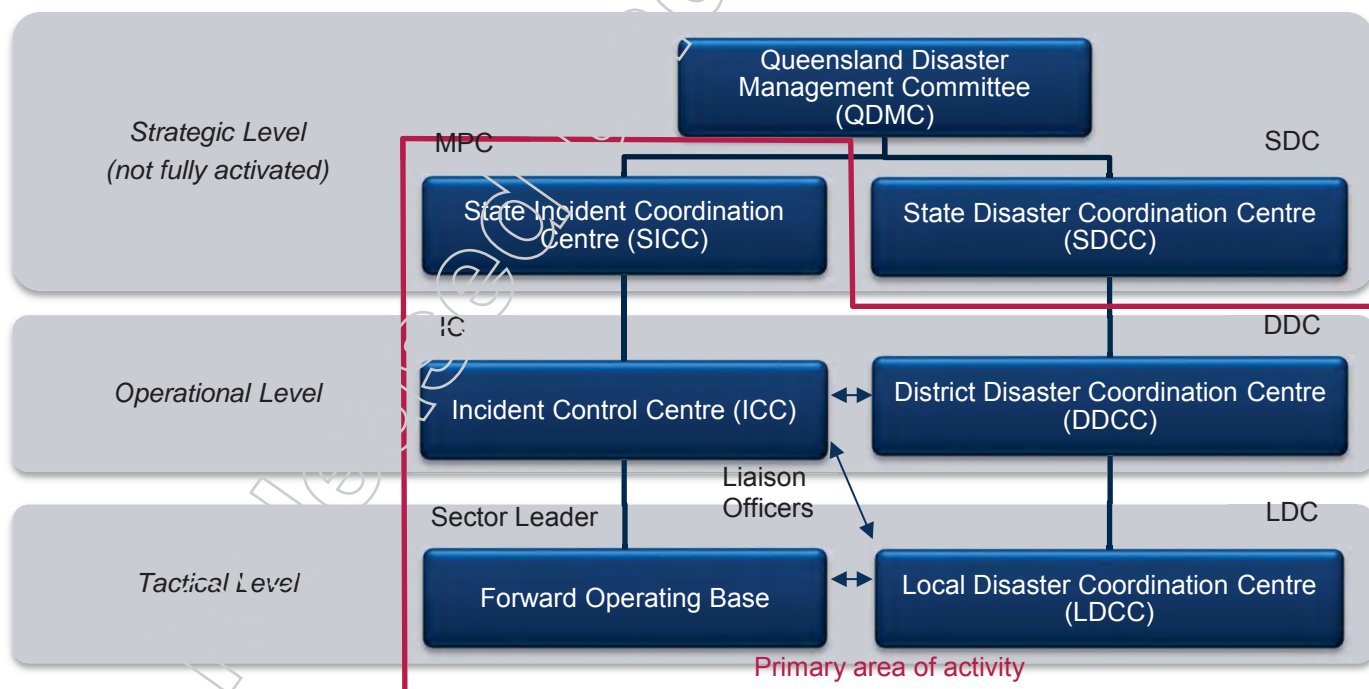 Queensland Disaster
Management Committee
(QDMC)
Strategic Level
(not fully activated)
MPC
SDC
State Incident Coordination
Centre (SICC)
State Disaster Coordination Centre
(SDCC)
IC
DDC
Operational Level
Incident Control Centre (ICC)
District Disaster Coordination Centre
(DDCC)
Liaison
Officers
Sector Leader
LDC
Tactical Level
Forward Operating Base
Local Disaster Coordination Centre
(LDCC)
Primary area of activity